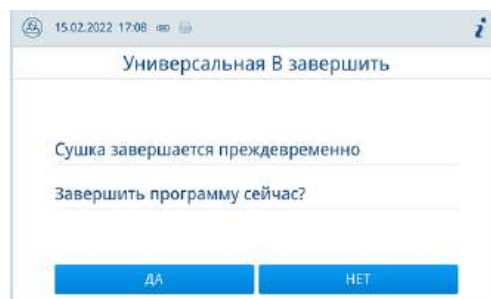 15.02.2022 17:08
Универсальная В завершить
Сушка завершается преждевременно
Завершить программу сейчас?
ДА
НЕТ